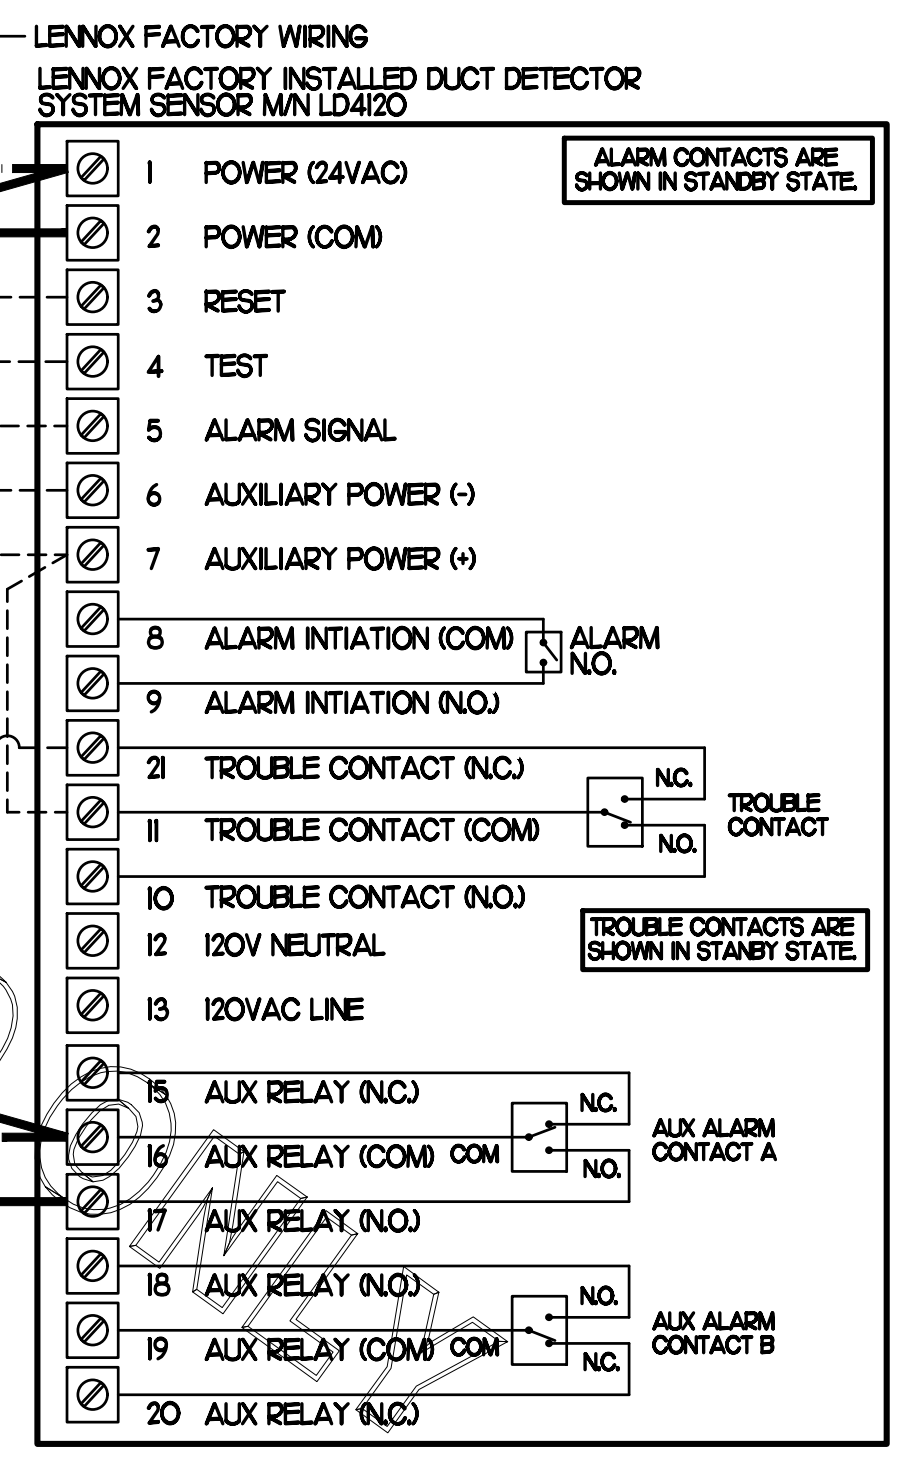 LENNOX FACTORY WIRING
LENNOX FACTORY INSTALLED DUCT DETECTOR
SYSTEM SENSOR M/N LD4120
ALARM CONTACTS ARE
SHOWN IN STANDBY STATE.
1 POWER (24VAC)
2 POWER (COM)
3 RESET
4 TEST
5 ALARM SIGNAL
6 AUXILIARY POWER (-)
7 AUXILIARY POWER (+)
8 ALARM INTIATION (COM)
ALARM
N.O.
9 ALARM INTIATION (N.O.)
21 TROUBLE CONTACT (N.C.)
N.C.
TROUBLE
CONTACT
11 TROUBLE CONTACT (COM)
N.O.
10 TROUBLE CONTACT (N.O.)
TROUBLE CONTACTS ARE
SHOWN IN STANBY STATE.
12 120V NEUTRAL
13 120VAC LINE
15 AUX RELAY (N.C.)
N.C.
AUX ALARM
CONTACT A
16 AUX RELAY (COM) COM
N.O.
17 AUX RELAY (N.O.)
18 AUX RELAY (N.O.)
N.O.
AUX ALARM
CONTACT B
19 AUX RELAY (COM) COM
N.C.
20 AUX RELAY (N.C.)
ONLY